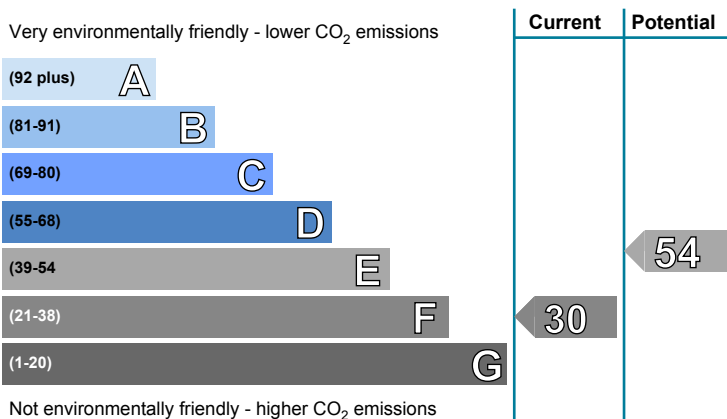 Very environmentally friendly - lower CO2 emissions
Current
Potential
(92 plus) A
(81-91) B
(69-80) C
(55-68) D
(39-54 E
54
(21-38) F
30
(1-20) G
Not environmentally friendly - higher CO2 emissions